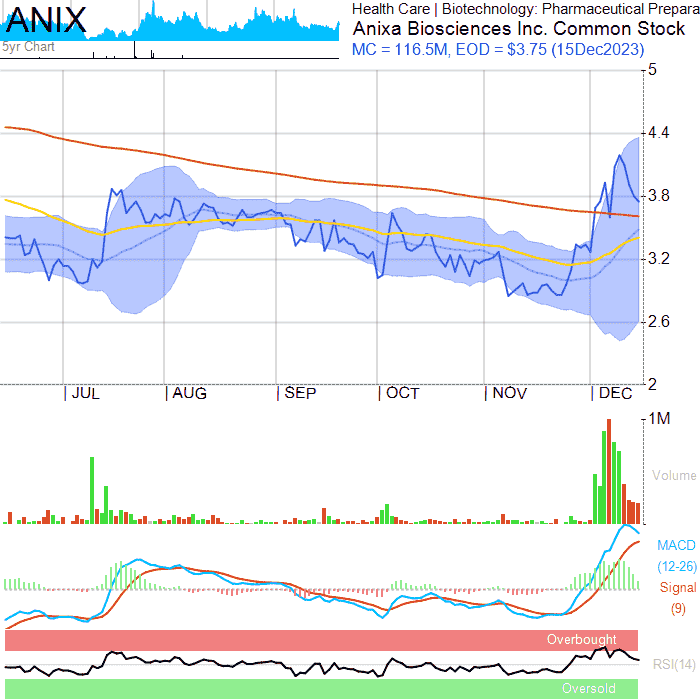 ANIX
5yr Chart
Health Care | Biotechnology: Pharmaceutical Prepara
Anixa Biosciences Inc. Common Stock
MC = 116.5M, EOD = $3.75 (15Dec2023)
5
4.4
3.8
3.2
2.6
2
JUL AUG SEP OCT NOV DEC
1M
Volume
MACD
(12-26)
Signal
(9)
Overbought
RSI(14)
Oversold